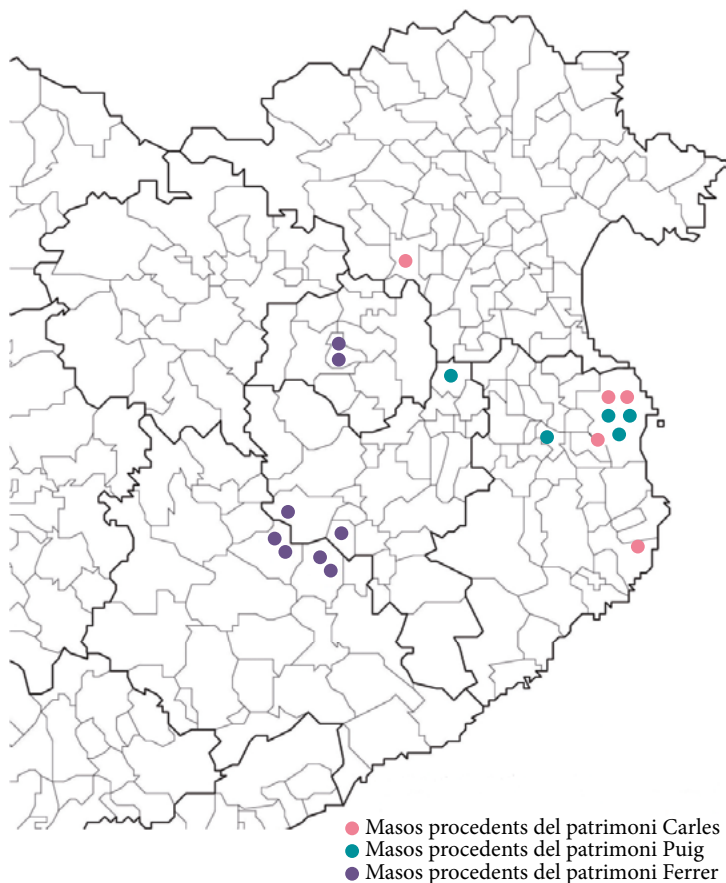 Masos procedents del patrimoni Carles
Masos procedents del patrimoni Puig
Masos procedents del patrimoni Ferrer